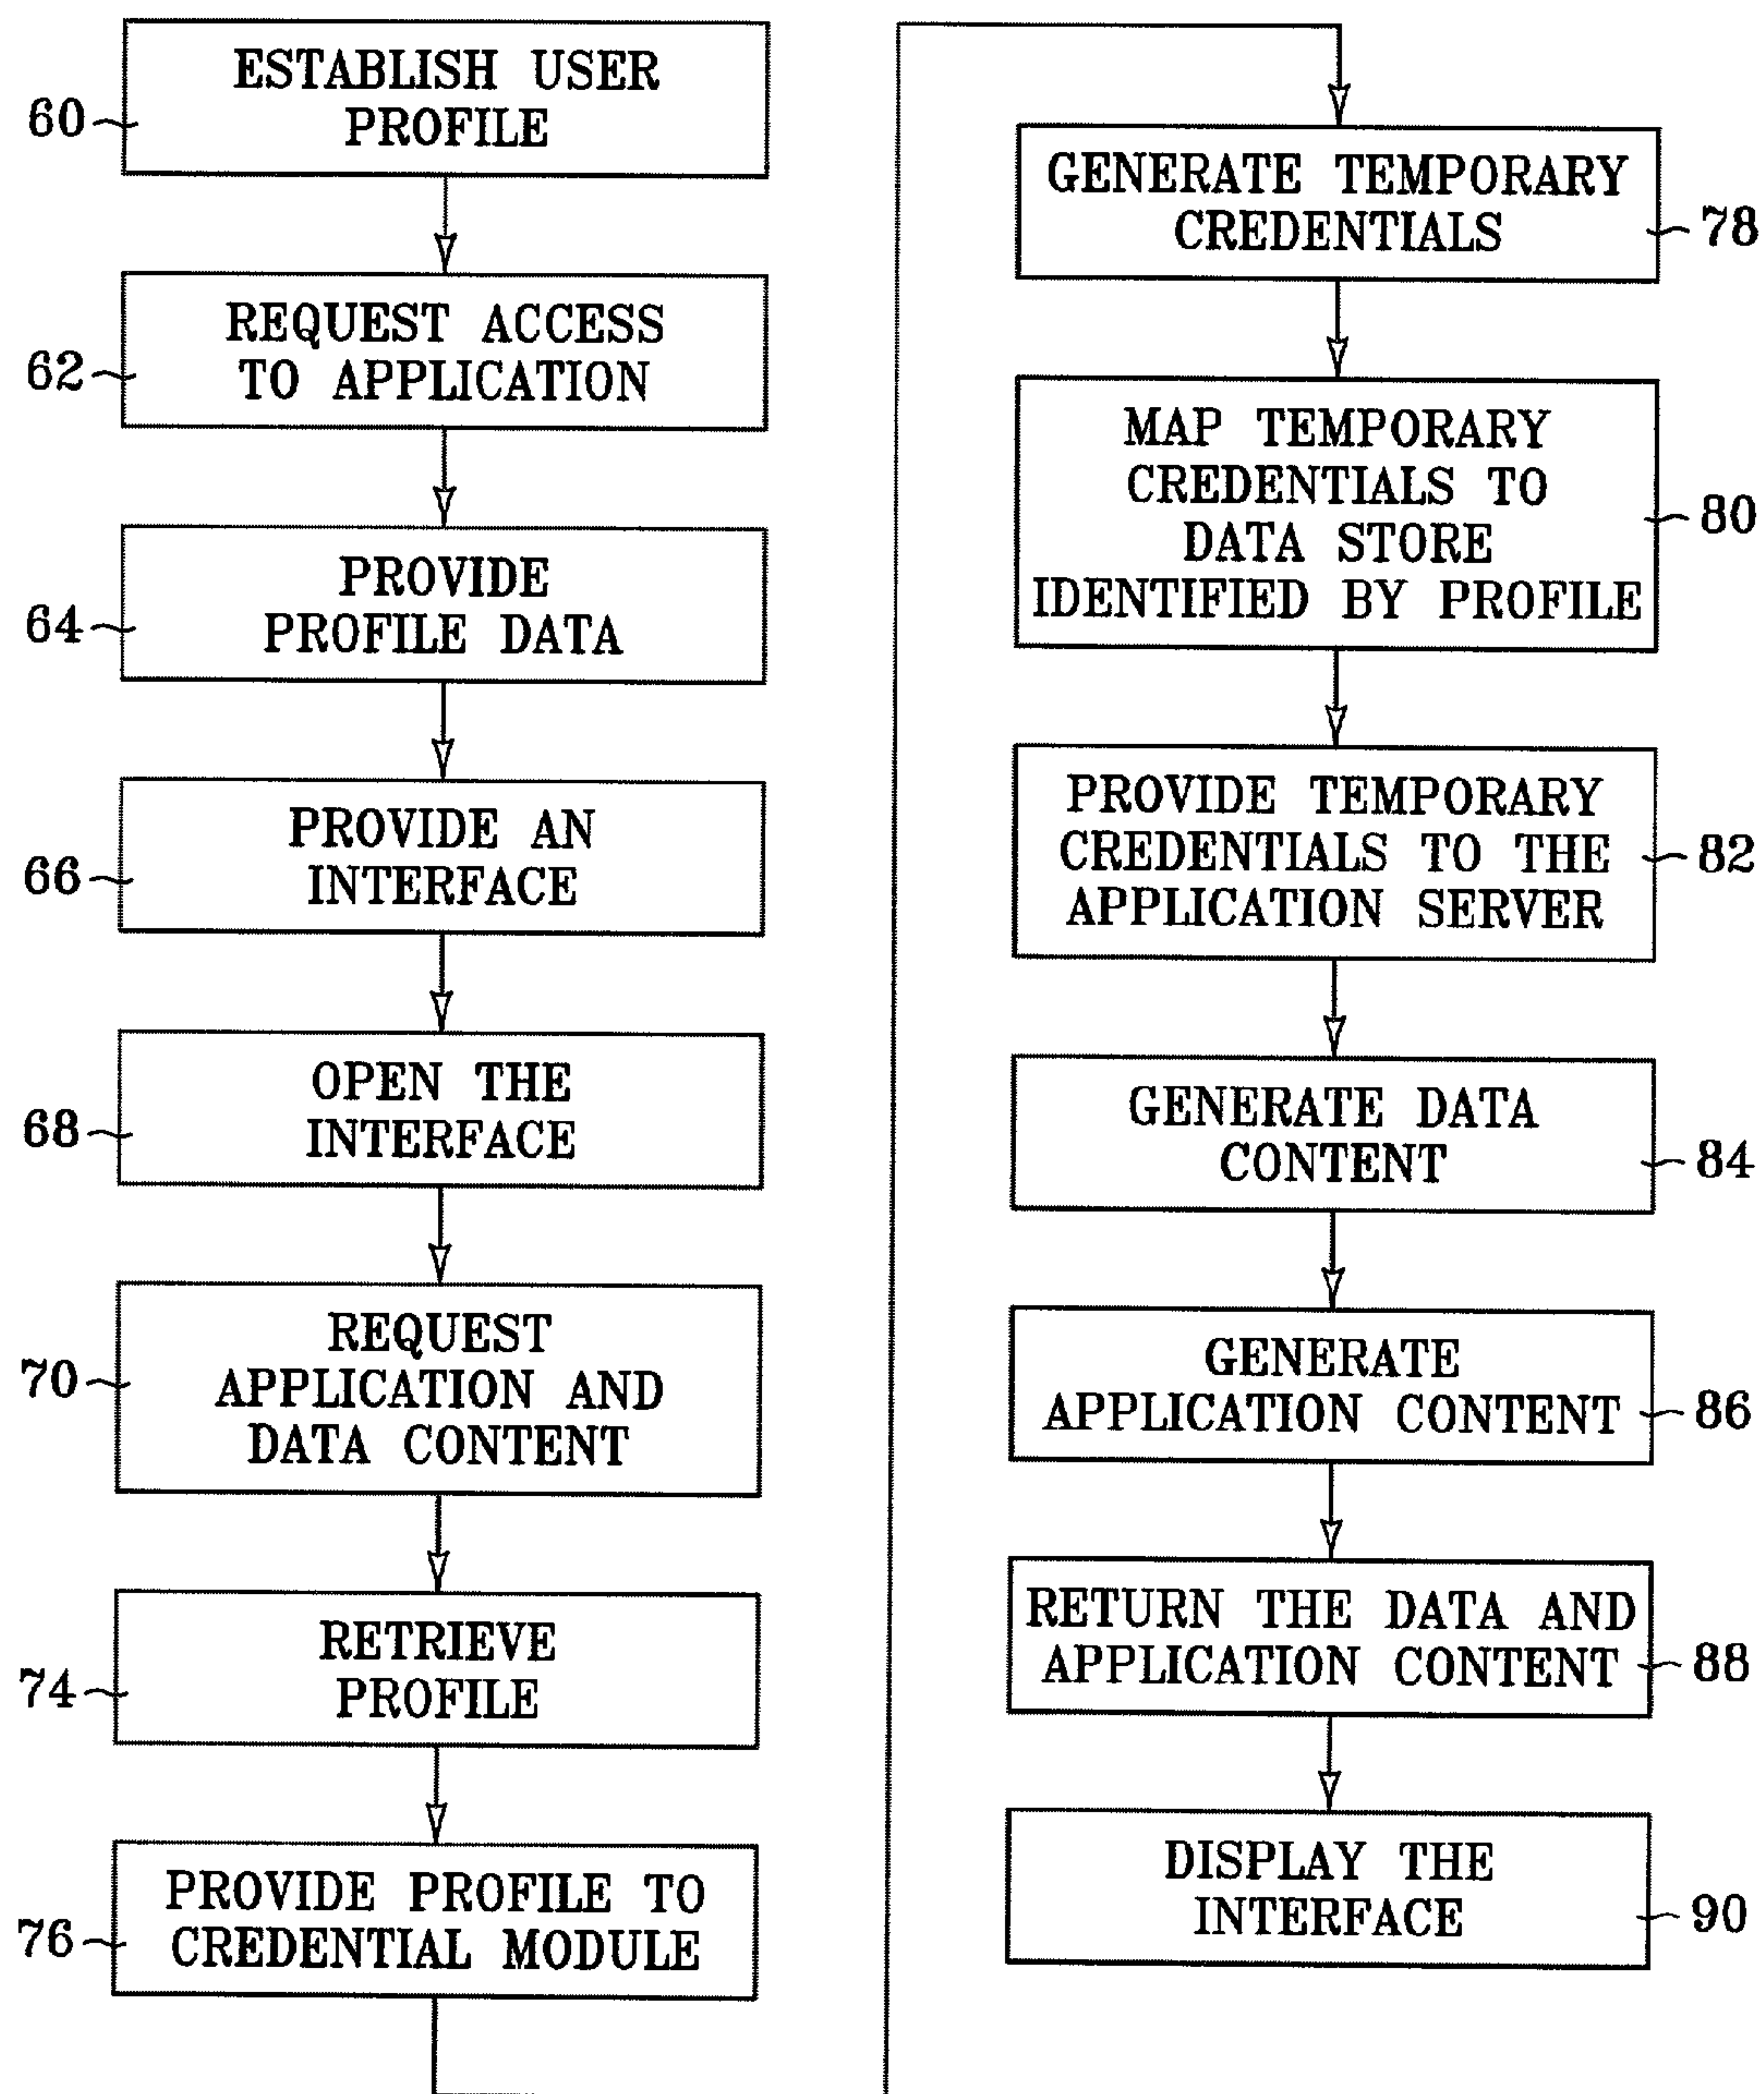 ESTABLISH USER
PROFILE
60
REQUEST ACCESS
TO APPLICATION
62
PROVIDE
PROFILE DATA
64
PROVIDE AN
INTERFACE
66
OPEN THE
INTERFACE
68
REQUEST
APPLICATION AND
DATA CONTENT
70
RETRIEVE
PROFILE
74
PROVIDE PROFILE TO
CREDENTIAL MODULE
76
GENERATE TEMPORARY
CREDENTIALS
78
MAP TEMPORARY
CREDENTIALS TO
DATA STORE
IDENTIFIED BY PROFILE
80
PROVIDE TEMPORARY
CREDENTIALS TO THE
APPLICATION SERVER
82
GENERATE DATA
CONTENT
84
GENERATE
APPLICATION CONTENT
86
RETURN THE DATA AND
APPLICATION CONTENT
88
DISPLAY THE
INTERFACE
90